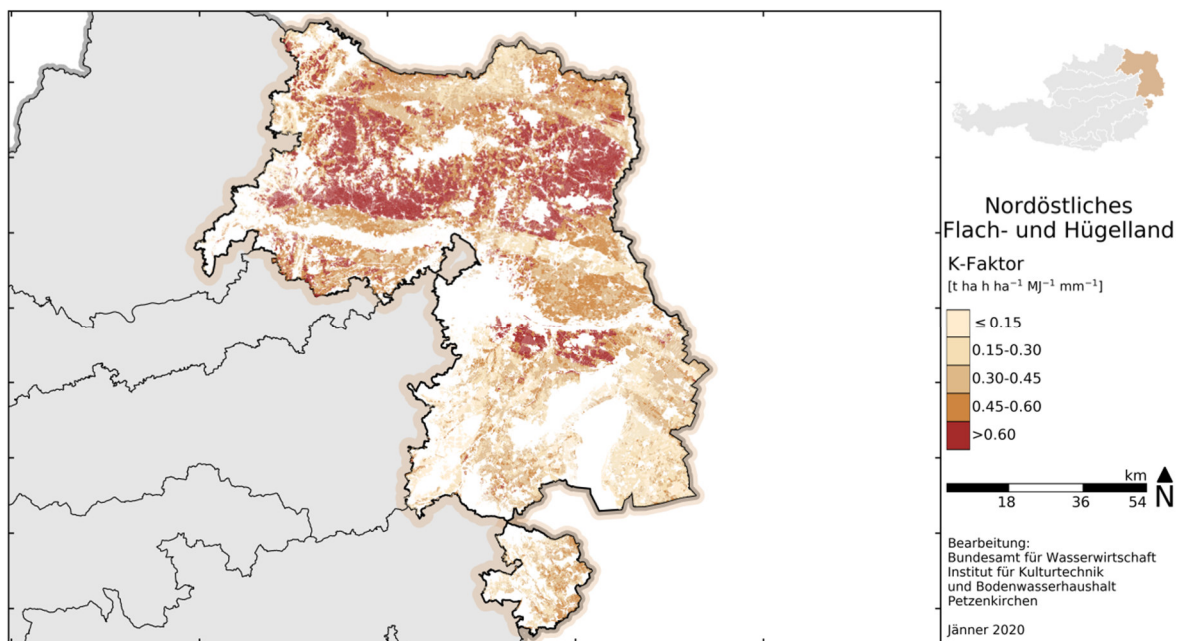 Nordöstliches
Flach- und Hügelland
K-Faktor
[t ha h ha⁻¹ MJ⁻¹ mm⁻¹]
≤ 0.15
0.15-0.30
0.30-0.45
0.45-0.60
>0.60
km
18 36 54
N
Bearbeitung:
Bundesamt für Wasserwirtschaft
Institut für Kulturtechnik
und Bodenwasserhaushalt
Petzenkirchen
Jänner 2020